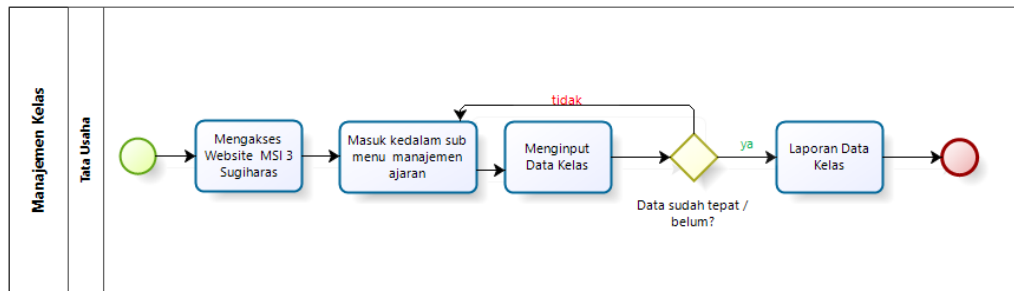 Manajemen Kelas
Tata Usaha
Mengakses
Website MSI 3
Sugiharas
Masuk kedalam sub
menu manajemen
ajaran
Menginput
Data Kelas
tidak
Data sudah tepat /
belum?
ya
Laporan Data
Kelas